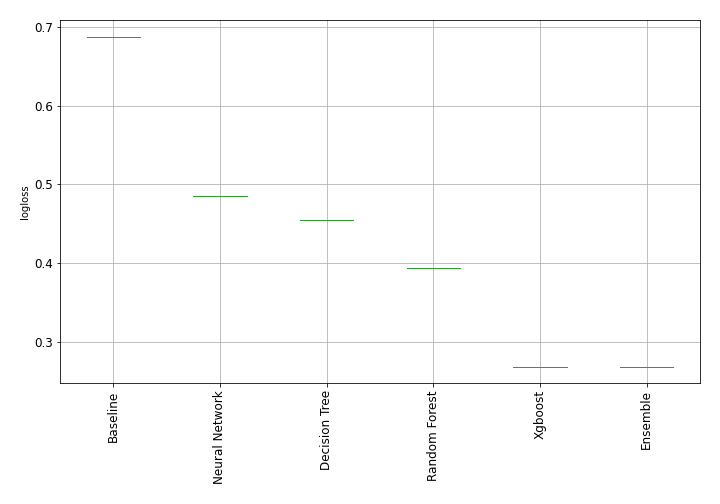 0.7
0.6
0.5
0.4
0.3
logloss
Baseline
Neural Network
Decision Tree
Random Forest
Xgboost
Ensemble